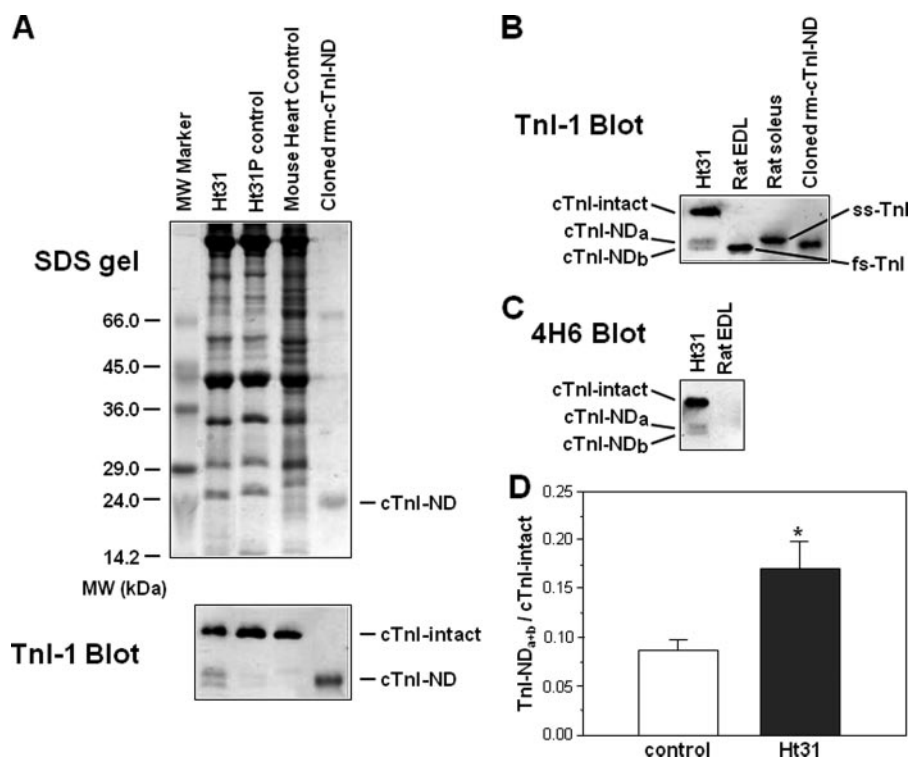 A
MW Marker
Ht31
Ht31P control
Mouse Heart Control
Cloned rm-cTnI-ND
SDS gel
66.0
45.0
36.0
29.0
24.0
14.2
MW (kDa)
cTnI-ND
TnI-1 Blot
cTnI-intact
cTnI-ND
B
TnI-1 Blot
Ht31
Rat EDL
Rat soleus
Cloned rm-cTnI-ND
cTnI-intact
cTnI-NDa
cTnI-NDb
ss-TnI
fs-TnI
C
4H6 Blot
Ht31
Rat EDL
cTnI-intact
cTnI-NDa
cTnI-NDb
D
TnI-NDa+b / cTnI-intact
0.25
0.20
0.15
0.10
0.05
0.00
*
control
Ht31